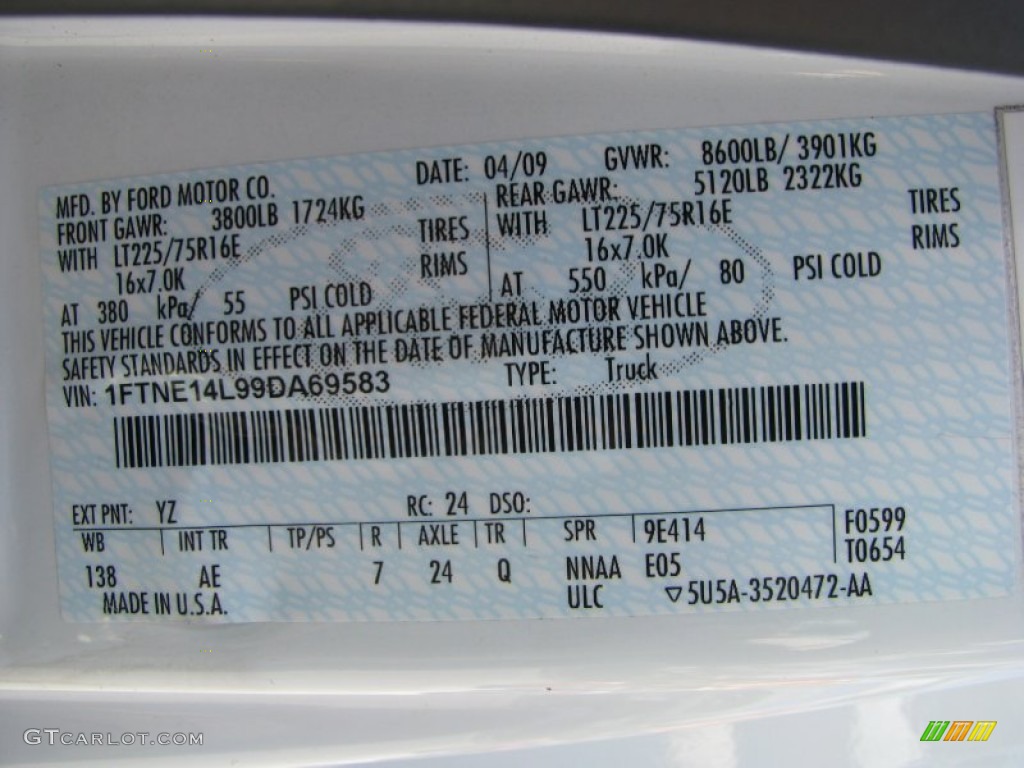 MFD. BY FORD MOTOR CO. DATE: 04/09 GVWR: 8600LB/ 3901KG
FRONT GAWR: 3800LB 1724KG REAR GAWR: 5120LB 2322KG
WITH LT225/75R16E TIRES WITH LT225/75R16E TIRES
16x7.0K RIMS 16x7.0K RIMS
AT 380 kPa/ 55 PSI COLD AT 550 kPa/ 80 PSI COLD
THIS VEHICLE CONFORMS TO ALL APPLICABLE FEDERAL MOTOR VEHICLE
SAFETY STANDARDS IN EFFECT ON THE DATE OF MANUFACTURE SHOWN ABOVE.
VIN: 1FTNE14L99DA69583 TYPE: Truck
EXT PNT: YZ RC: 24 DSO:
WB INT TR TP/PS R AXLE TR SPR 9E414 F0599
138 AE 7 24 Q NNAA E05 T0654
MADE IN U.S.A. ULC ▽5U5A-3520472-AA
GTCARLOT.COM